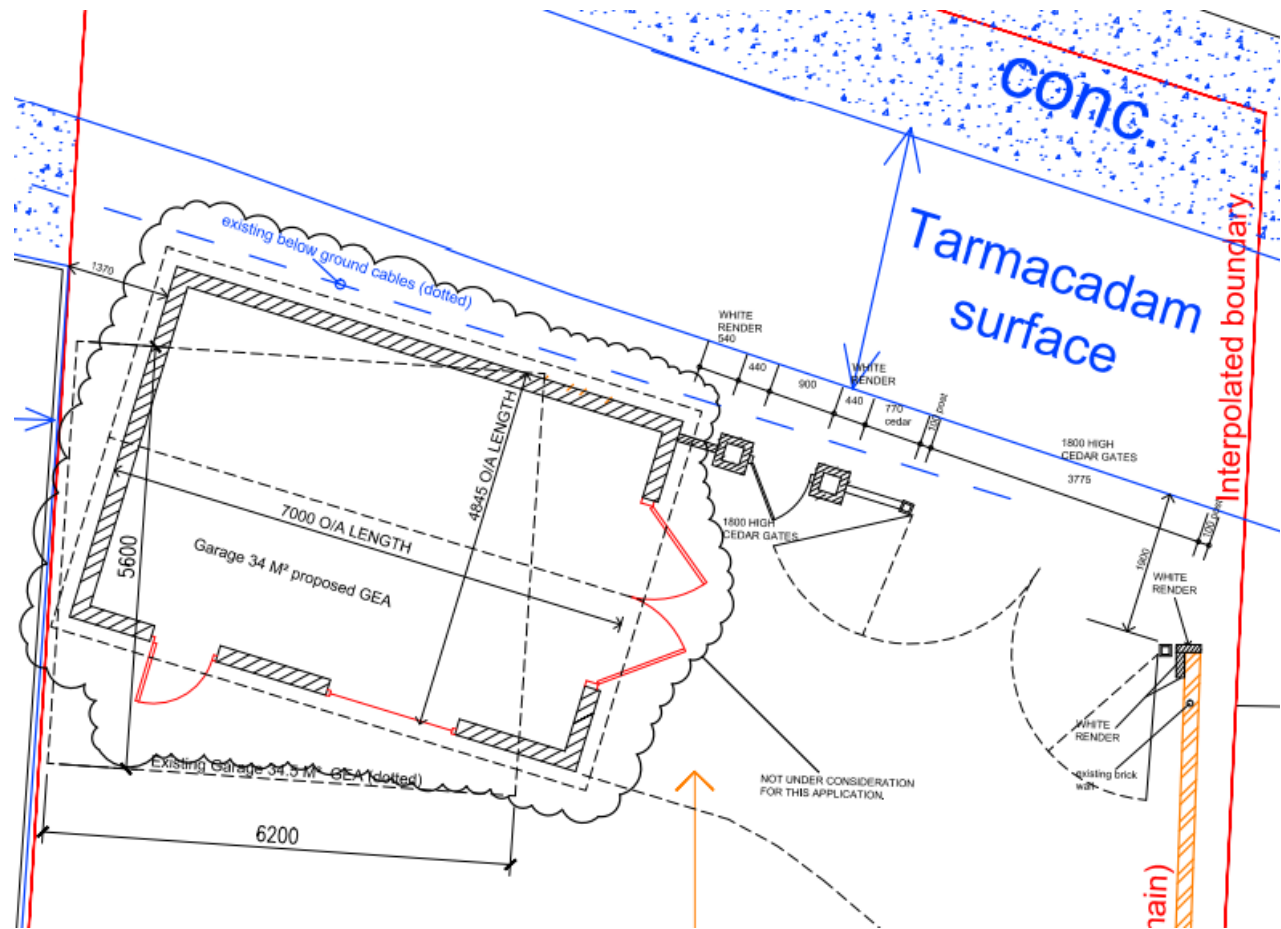 conc.
Tarmacadam
surface
Interpolated boundary
existing below ground cables (dotted)
1370
WHITE
RENDER
540
440
900
WHITE
RENDER
440
770
cedar
100 post
1800 HIGH
CEDAR GATES
3775
100 post
4845 O/A LENGTH
7000 O/A LENGTH
5600
Garage 34 M² proposed GEA
1800 HIGH
CEDAR GATES
1900
WHITE
RENDER
WHITE
RENDER
existing brick
wall
NOT UNDER CONSIDERATION
FOR THIS APPLICATION.
Existing Garage 34.5 M² GEA (dotted)
6200
nain)